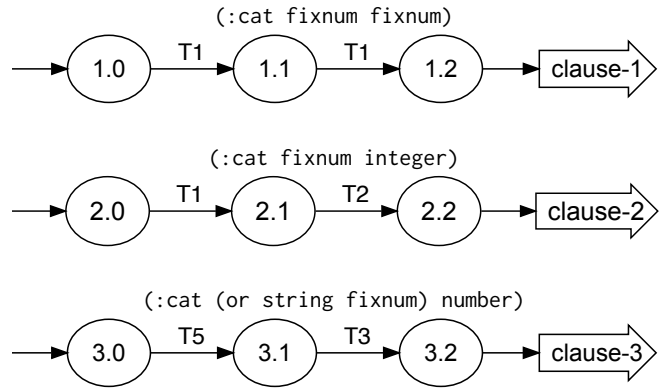 (:cat fixnum fixnum)
T1 T1
1.0 1.1 1.2 clause-1
(:cat fixnum integer)
T1 T2
2.0 2.1 2.2 clause-2
(:cat (or string fixnum) number)
T5 T3
3.0 3.1 3.2 clause-3